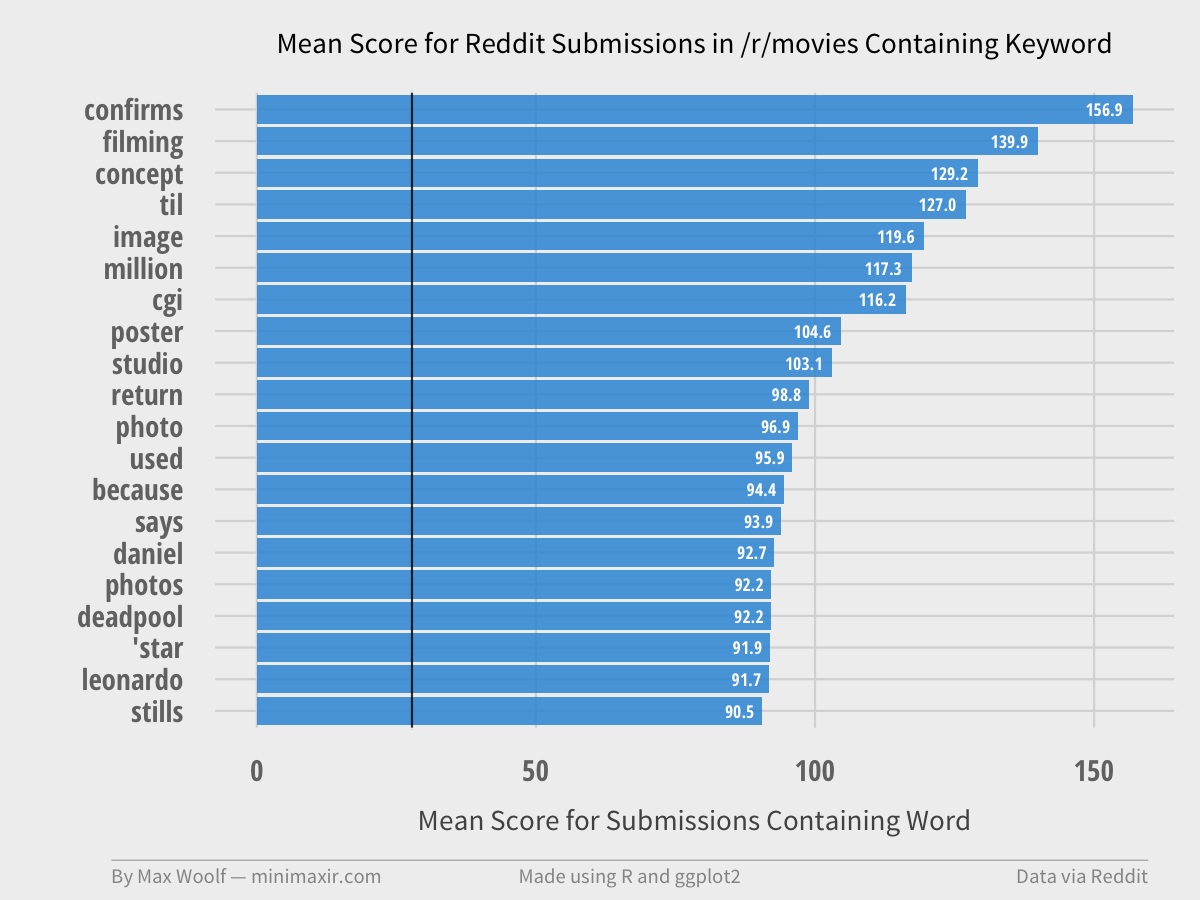 Mean Score for Reddit Submissions in /r/movies Containing Keyword
confirms 156.9
filming 139.9
concept 129.2
til 127.0
image 119.6
million 117.3
cgi 116.2
poster 104.6
studio 103.1
return 98.8
photo 96.9
used 95.9
because 94.4
says 93.9
daniel 92.7
photos 92.2
deadpool 92.2
'star 91.9
leonardo 91.7
stills 90.5
0 50 100 150
Mean Score for Submissions Containing Word
By Max Woolf — minimaxir.com Made using R and ggplot2 Data via Reddit